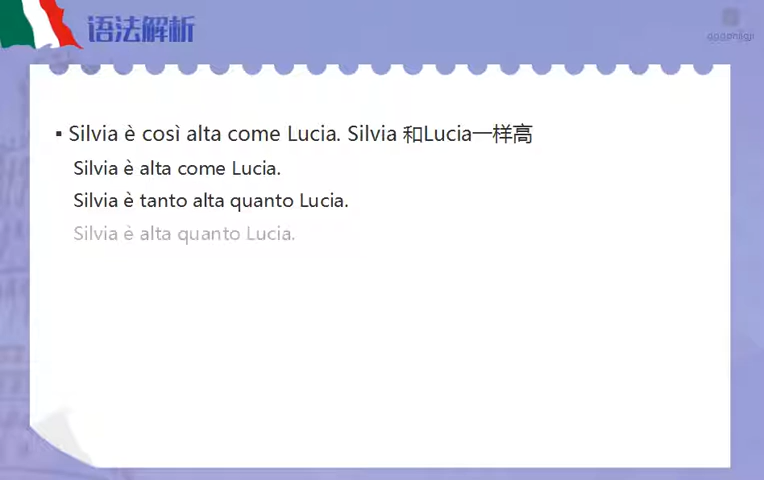 语法解析
▪ Silvia è così alta come Lucia. Silvia 和Lucia一样高
Silvia è alta come Lucia.
Silvia è tanto alta quanto Lucia.
Silvia è alta quanto Lucia.